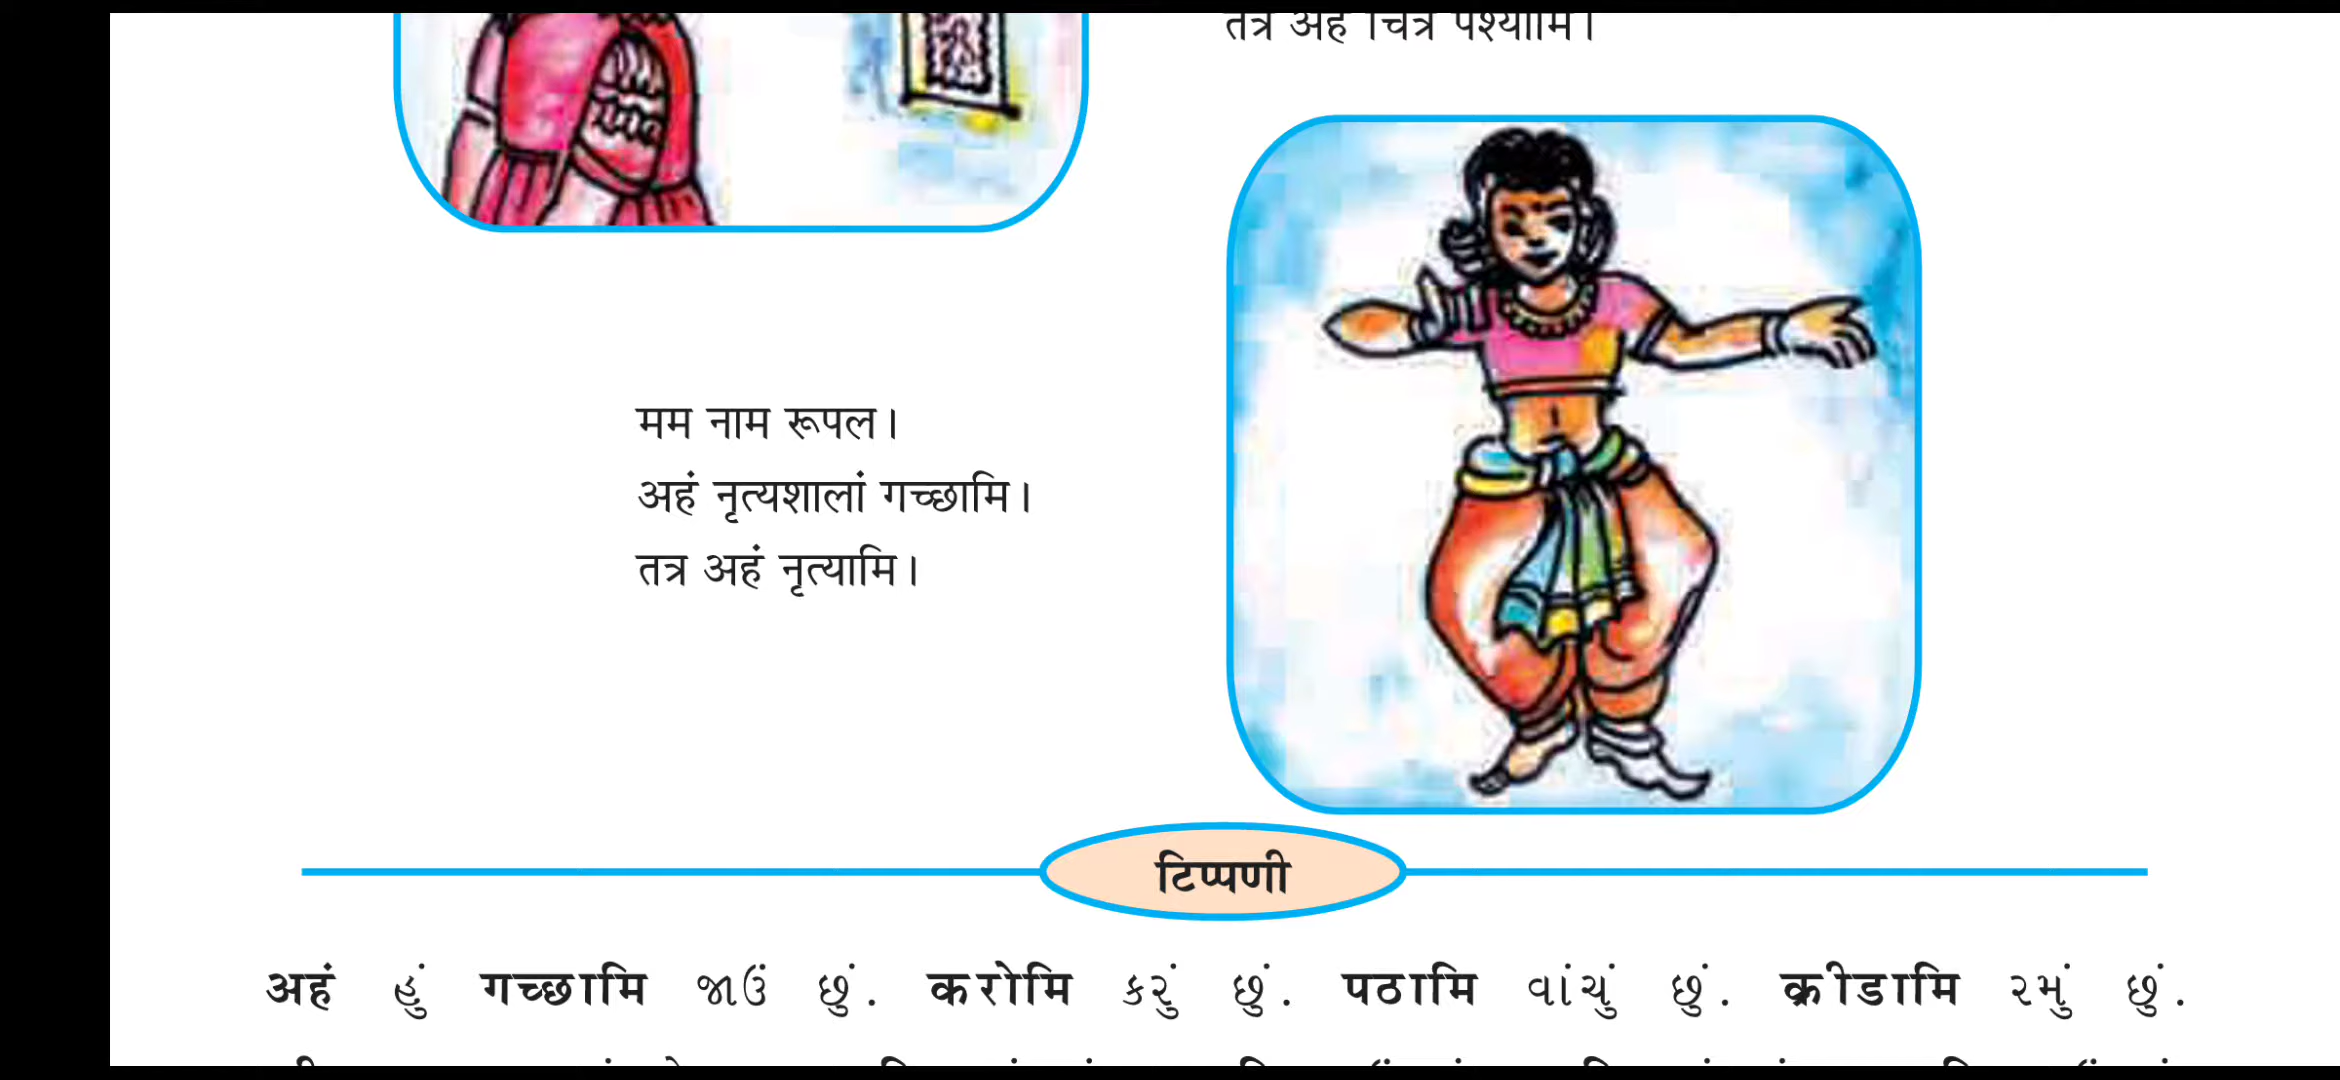 तत्र अहं चित्रं पश्यामि।
मम नाम रूपल।
अहं नृत्यशालां गच्छामि।
तत्र अहं नृत्यामि।
टिप्पणी
अहं હું गच्छामि જાઉં છું. करोमि કરું છું. पठामि વાંચું છું. क्रीडामि રમું છું.